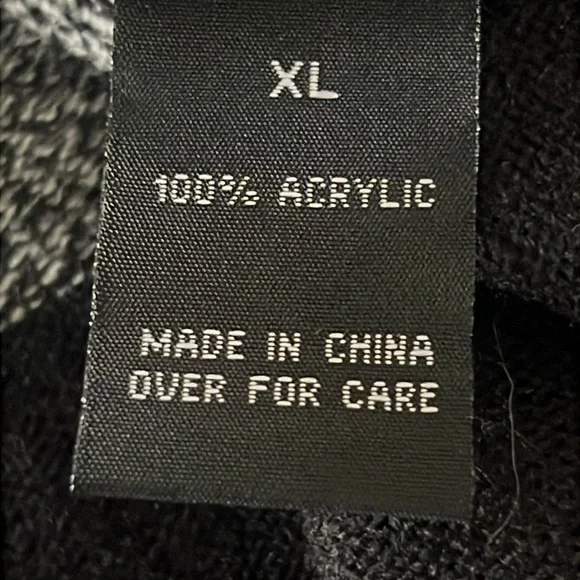 XL
100% ACRYLIC
MADE IN CHINA
OVER FOR CARE